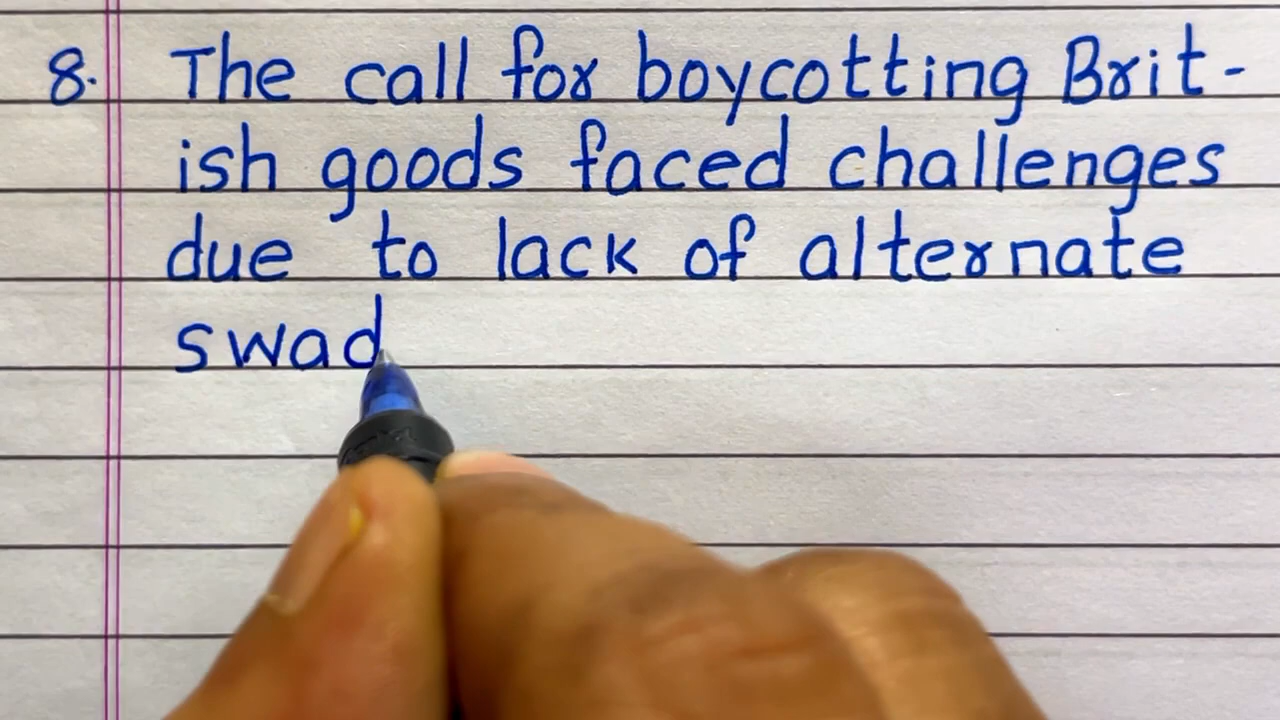 8. The call for boycotting Brit-
ish goods faced challenges
due to lack of alternate
swad